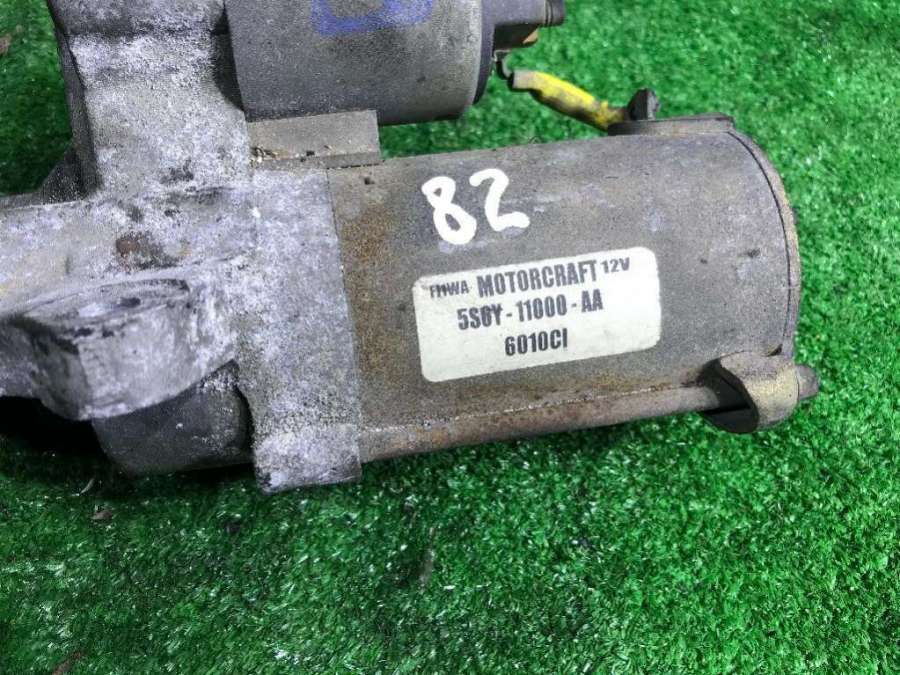 82
MOTORCRAFT 12V
5S6Y-11000-AA
6010CI